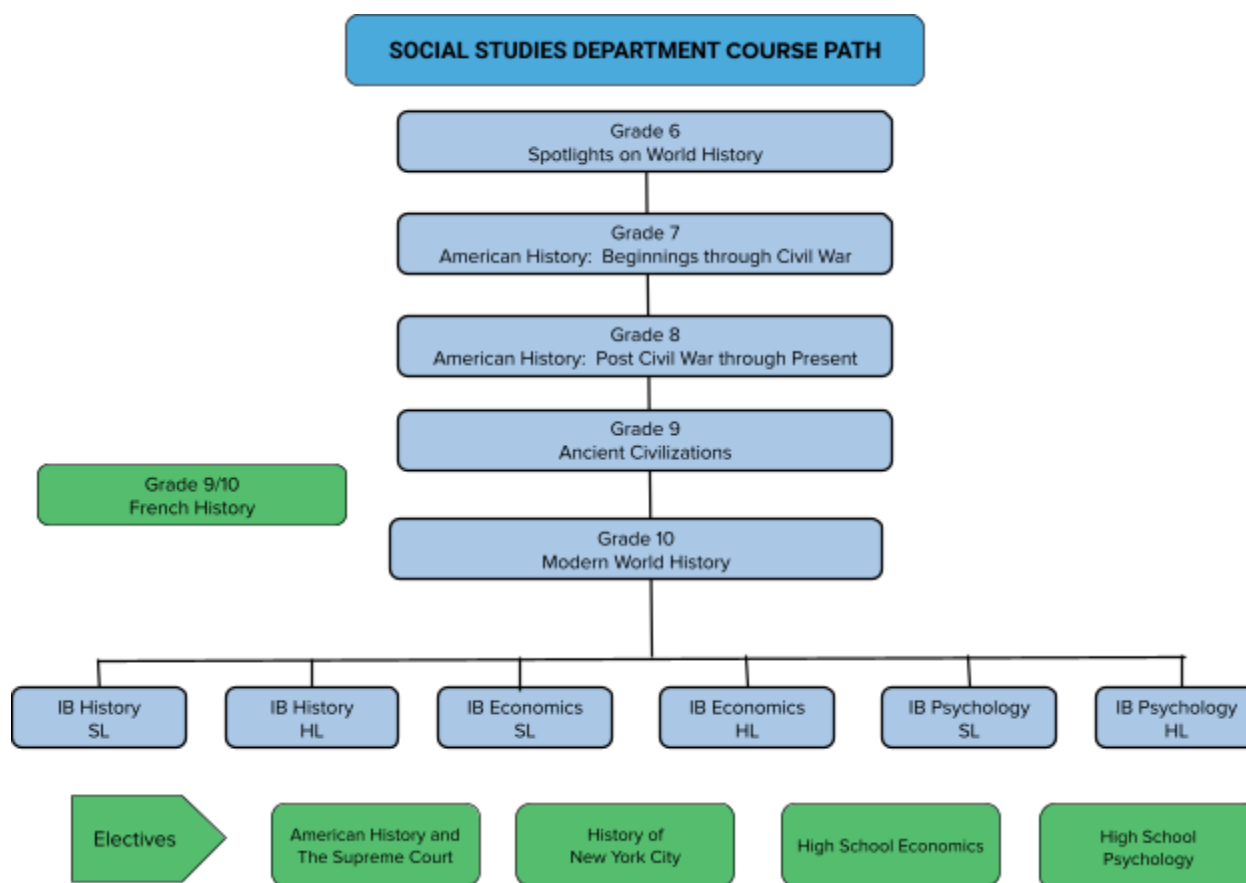 SOCIAL STUDIES DEPARTMENT COURSE PATH
Grade 6
Spotlights on World History
Grade 7
American History:  Beginnings through Civil War
Grade 8
American History:  Post Civil War through Present
Grade 9
Ancient Civilizations
Grade 9/10
French History
Grade 10
Modern World History
IB History
SL
IB History
HL
IB Economics
SL
IB Economics
HL
IB Psychology
SL
IB Psychology
HL
Electives
American History and
The Supreme Court
History of
New York City
High School Economics
High School
Psychology